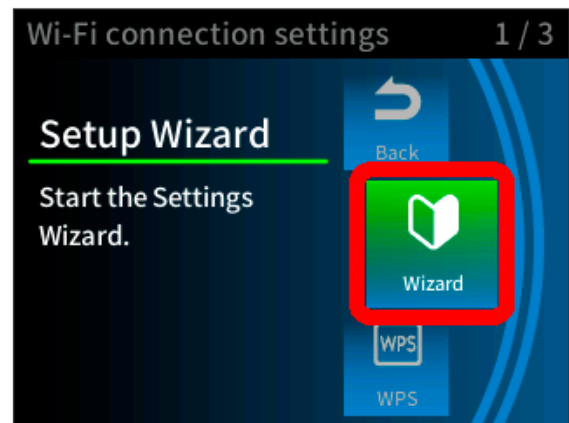 Wi-Fi connection settings 1/3
Back
Setup Wizard
Start the Settings
Wizard.
Wizard
WPS
WPS